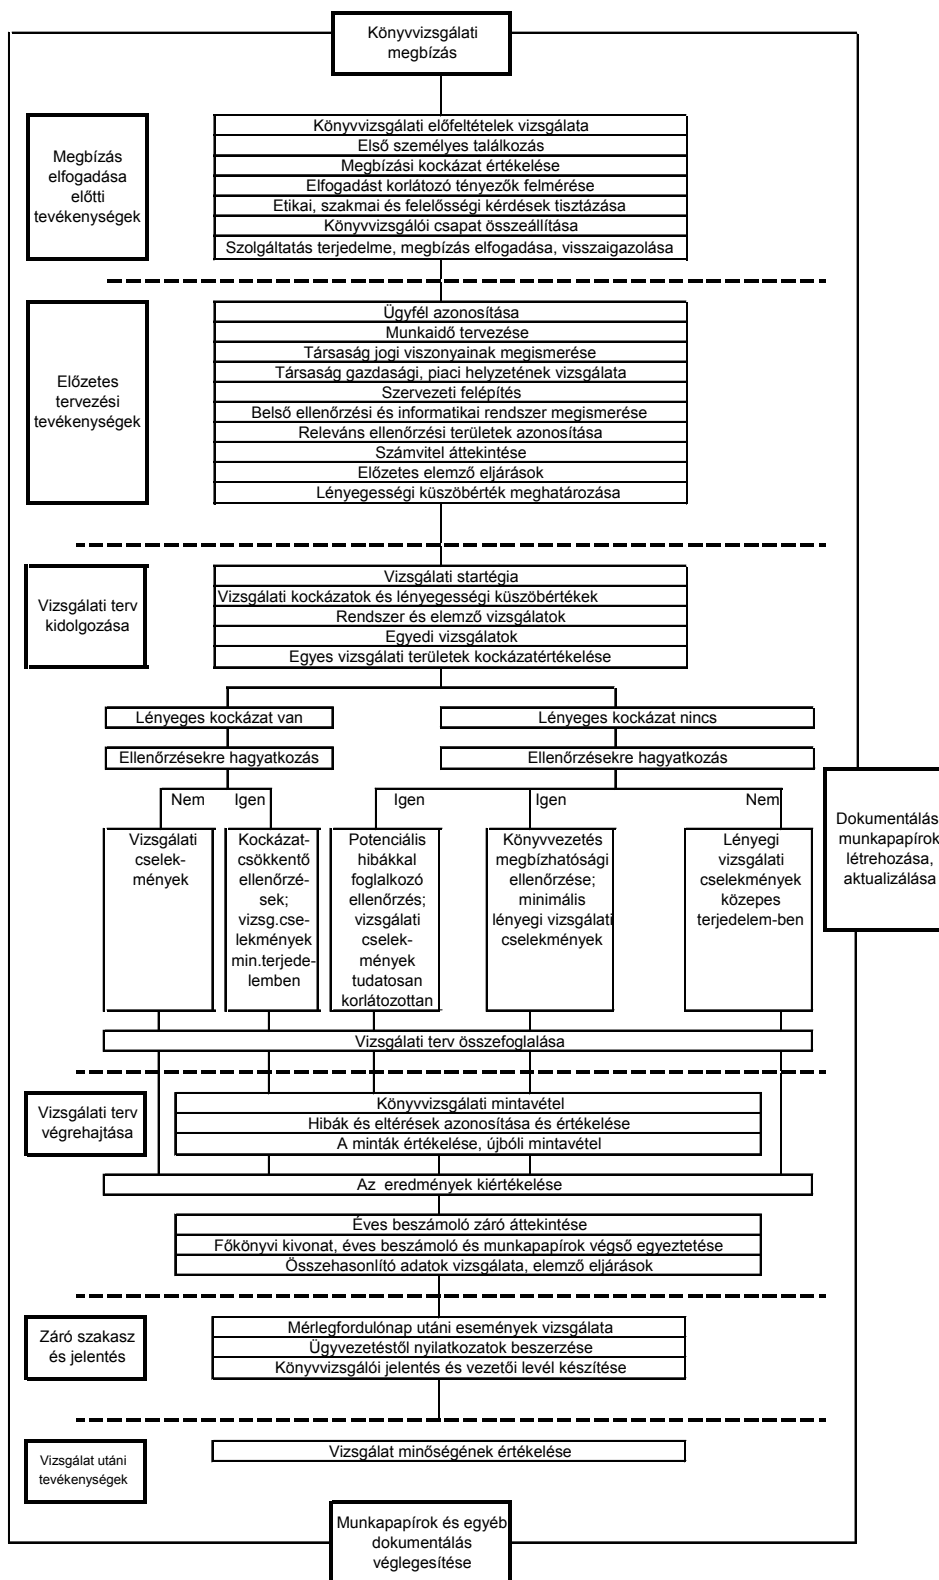 Könyvvizsgálati
megbízás
Megbízás
elfogadása
előtti
tevékenységek
Könyvvizsgálati előfeltételek vizsgálata
Első személyes találkozás
Megbízási kockázat értékelése
Elfogadást korlátozó tényezők felmérése
Etikai, szakmai és felelősségi kérdések tisztázása
Könyvvizsgálói csapat összeállítása
Szolgáltatás terjedelme, megbízás elfogadása, visszaigazolása
Előzetes
tervezési
tevékenységek
Ügyfél azonosítása
Munkaidő tervezése
Társaság jogi viszonyainak megismerése
Társaság gazdasági, piaci helyzetének vizsgálata
Szervezeti felépítés
Belső ellenőrzési és informatikai rendszer megismerése
Releváns ellenőrzési területek azonosítása
Számvitel áttekintése
Előzetes elemző eljárások
Lényegességi küszöbérték meghatározása
Vizsgálati terv
kidolgozása
Vizsgálati startégia
Vizsgálati kockázatok és lényegességi küszöbértékek
Rendszer és elemző vizsgálatok
Egyedi vizsgálatok
Egyes vizsgálati területek kockázatértékelése
Lényeges kockázat van
Lényeges kockázat nincs
Ellenőrzésekre hagyatkozás
Ellenőrzésekre hagyatkozás
Nem
Igen
Igen
Igen
Nem
Vizsgálati
cselek-
mények
Kockázat-
csökkentő
ellenőrzé-
sek;
vizsg.cse-
lekmények
min.terjede-
lemben
Potenciális
hibákkal
foglalkozó
ellenőrzés;
vizsgálati
cselek-
mények
tudatosan
korlátozottan
Könyvvezetés
megbízhatósági
ellenőrzése;
minimális
lényegi vizsgálati
cselekmények
Lényegi
vizsgálati
cselekmények
közepes
terjedelem-ben
Dokumentálás,
munkapapírok
létrehozása,
aktualizálása
Vizsgálati terv összefoglalása
Vizsgálati terv
végrehajtása
Könyvvizsgálati mintavétel
Hibák és eltérések azonosítása és értékelése
A minták értékelése, újbóli mintavétel
Az eredmények kiértékelése
Éves beszámoló záró áttekintése
Főkönyvi kivonat, éves beszámoló és munkapapírok végső egyeztetése
Összehasonlító adatok vizsgálata, elemző eljárások
Záró szakasz
és jelentés
Mérlegfordulónap utáni események vizsgálata
Ügyvezetéstől nyilatkozatok beszerzése
Könyvvizsgálói jelentés és vezetői levél készítése
Vizsgálat utáni
tevékenységek
Vizsgálat minőségének értékelése
Munkapapírok és egyéb
dokumentálás
véglegesítése